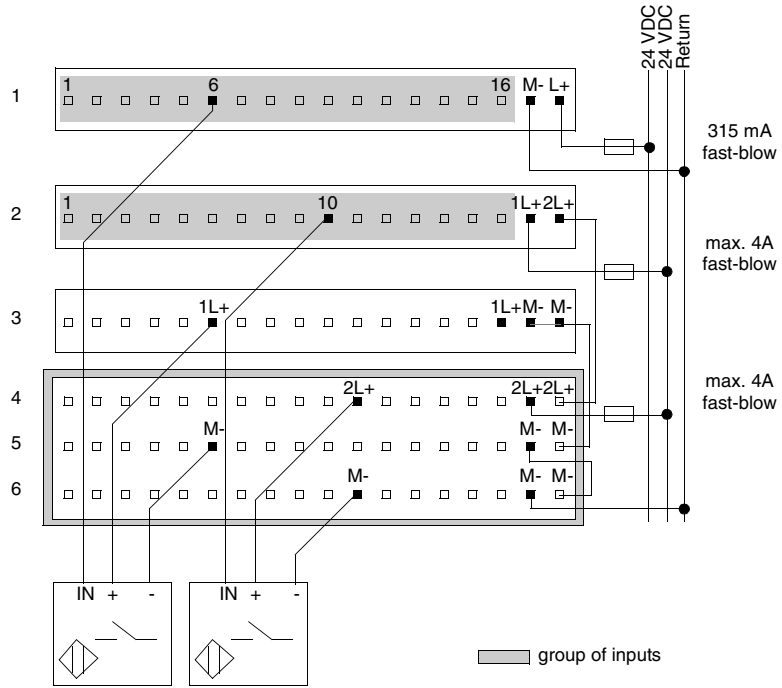 24 VDC
24 VDC
Return
1
1 6 16 M- L+
315 mA
fast-blow
2
1 10 1L+ 2L+
max. 4A
fast-blow
3
1L+ 1L+ M- M-
4
2L+ 2L+ 2L+
max. 4A
fast-blow
5
M- M- M-
6
M- M- M-
IN + -
IN + -
group of inputs